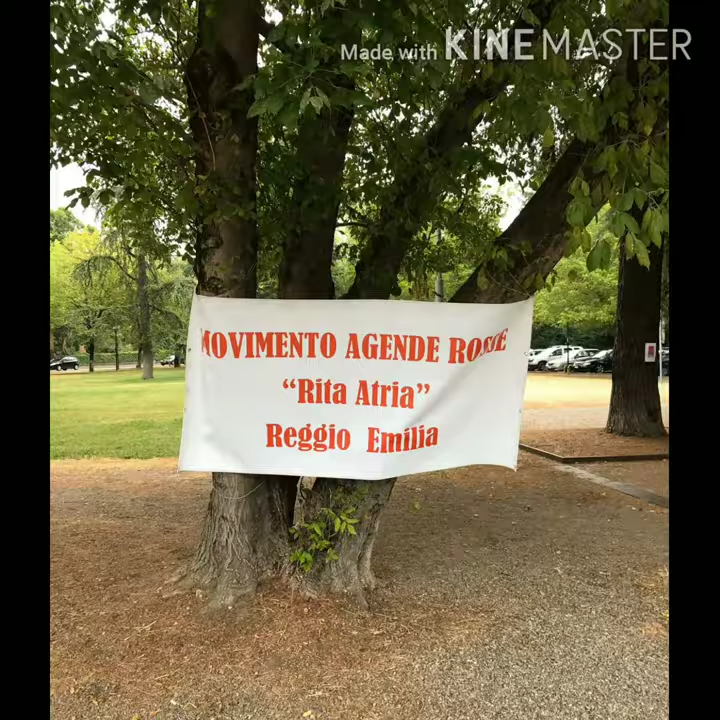 Made with KINEMASTER
MOVIMENTO AGENDE ROSSE
“Rita Atria”
Reggio Emilia